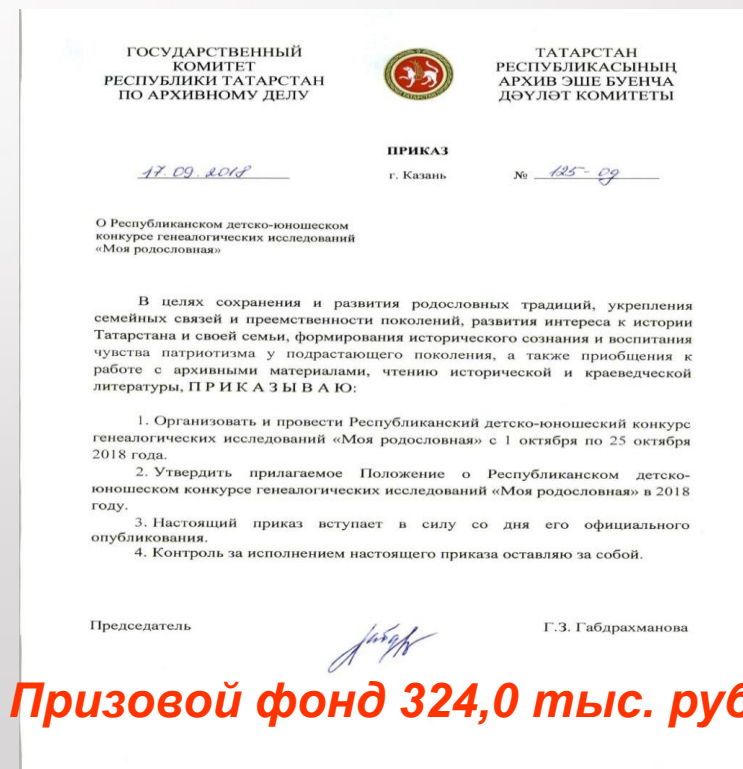 ГОСУДАРСТВЕННЫЙ
КОМИТЕТ
РЕСПУБЛИКИ ТАТАРСТАН
ПО АРХИВНОМУ ДЕЛУ
ТАТАРСТАН
РЕСПУБЛИКАСЫНЫҢ
АРХИВ ЭШЕ БУЕНЧА
ДӘҮЛӘТ КОМИТЕТЫ
ПРИКАЗ
17.09.2018
г. Казань
№ 125-од
О Республиканском детско-юношеском
конкурсе генеалогических исследований
«Моя родословная»
В целях сохранения и развития родословных традиций, укрепления
семейных связей и преемственности поколений, развития интереса к истории
Татарстана и своей семьи, формирования исторического сознания и воспитания
чувства патриотизма у подрастающего поколения, а также приобщения к
работе с архивными материалами, чтению исторической и краеведческой
литературы, П Р И К А З Ы В А Ю:
1. Организовать и провести Республиканский детско-юношеский конкурс
генеалогических исследований «Моя родословная» с 1 октября по 25 октября
2018 года.
2. Утвердить прилагаемое Положение о Республиканском детско-
юношеском конкурсе генеалогических исследований «Моя родословная» в 2018
году.
3. Настоящий приказ вступает в силу со дня его официального
опубликования.
4. Контроль за исполнением настоящего приказа оставляю за собой.
Председатель
Г.З. Габдрахманова
Призовой фонд 324,0 тыс. руб